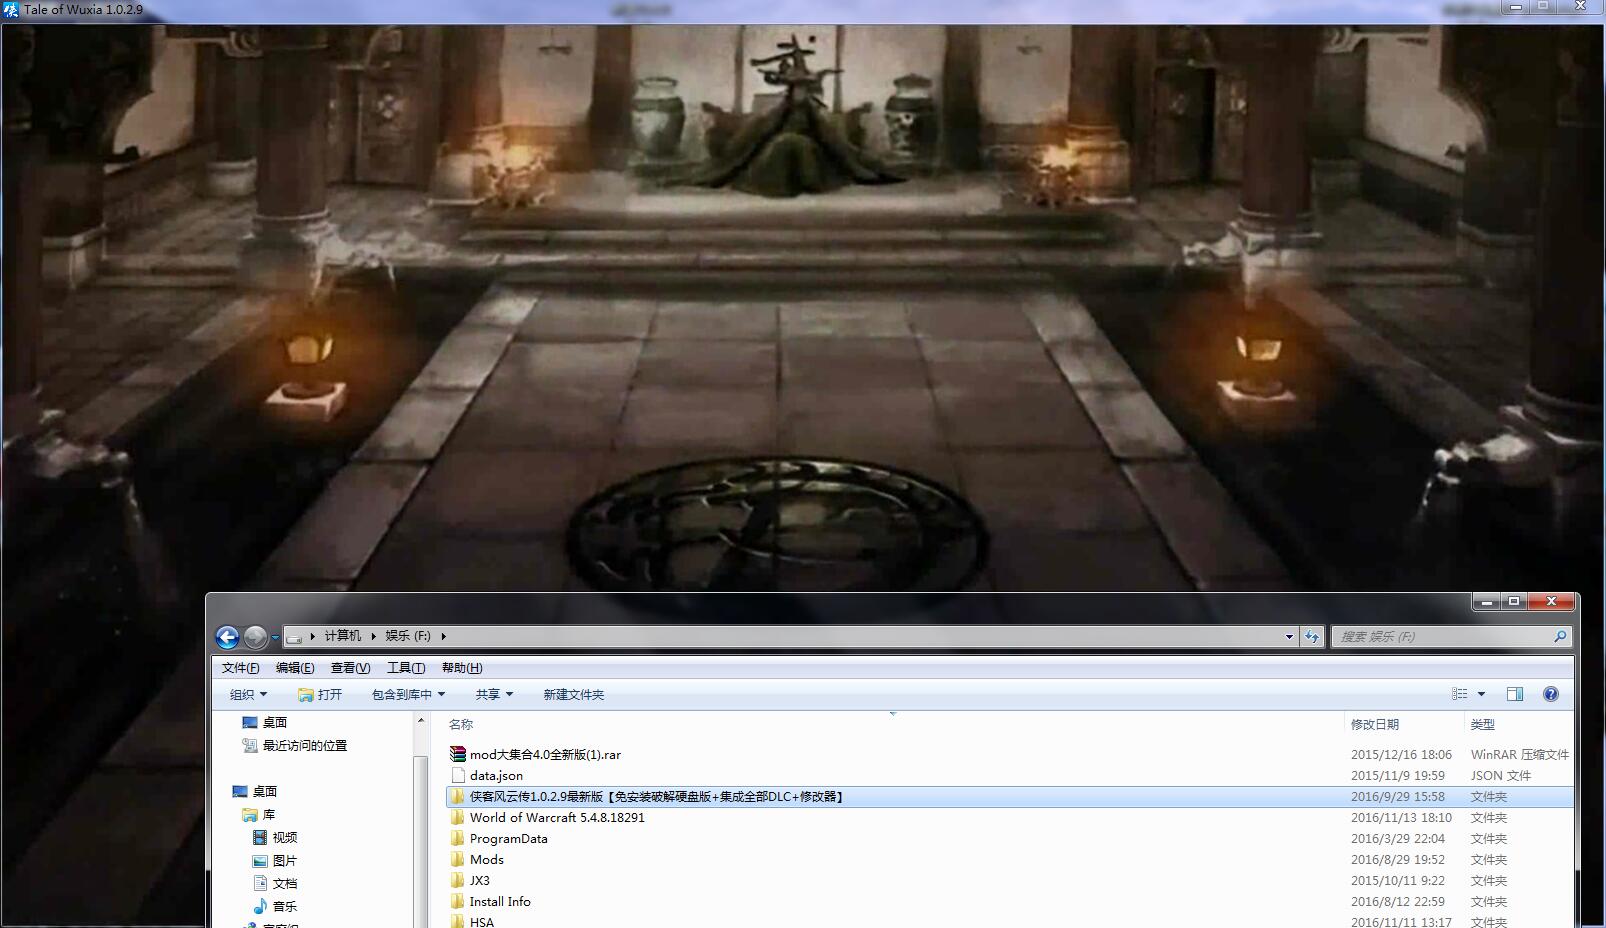 Tale of Wuxia 1.0.2.9
武
计算机 娱乐 (F:)
搜索 娱乐 (F:)
文件(F) 编辑(E) 查看(V) 工具(T) 帮助(H)
组织 打开 包含到库中 共享 新建文件夹
桌面
最近访问的位置
桌面
库
视频
图片
文档
音乐
名称 修改日期 类型
mod大集合4.0全新版(1).rar 2015/12/16 18:06 WinRAR 压缩文件
data.json 2015/11/9 19:59 JSON 文件
侠客风云传1.0.2.9最新版【免安装破解硬盘版+集成全部DLC+修改器】 2016/9/29 15:58 文件夹
World of Warcraft 5.4.8.18291 2016/11/13 18:10 文件夹
ProgramData 2016/3/29 22:04 文件夹
Mods 2016/8/29 19:52 文件夹
JX3 2015/10/11 9:22 文件夹
Install Info 2016/8/12 22:59 文件夹
HSA 2016/11/11 13:17 文件夹